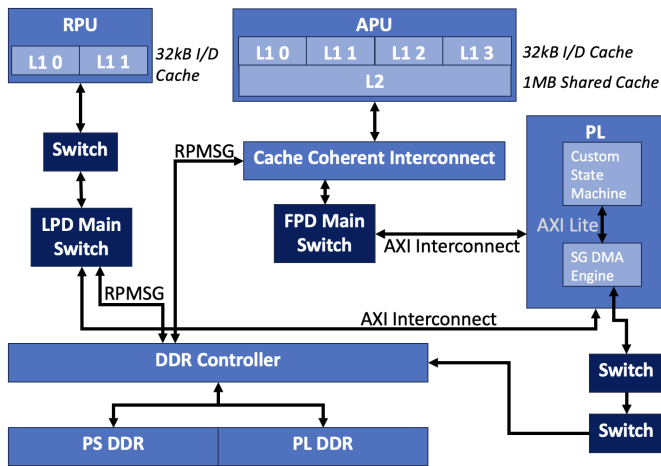 RPU
L1 0 L1 1
32kB I/D
Cache
APU
L1 0 L1 1 L1 2 L1 3
L2
32kB I/D Cache
1MB Shared Cache
Switch
LPD Main
Switch
RPMSG
Cache Coherent Interconnect
FPD Main
Switch
AXI Interconnect
PL
Custom
State
Machine
AXI Lite
SG DMA
Engine
RPMSG
AXI Interconnect
DDR Controller
Switch
Switch
PS DDR
PL DDR